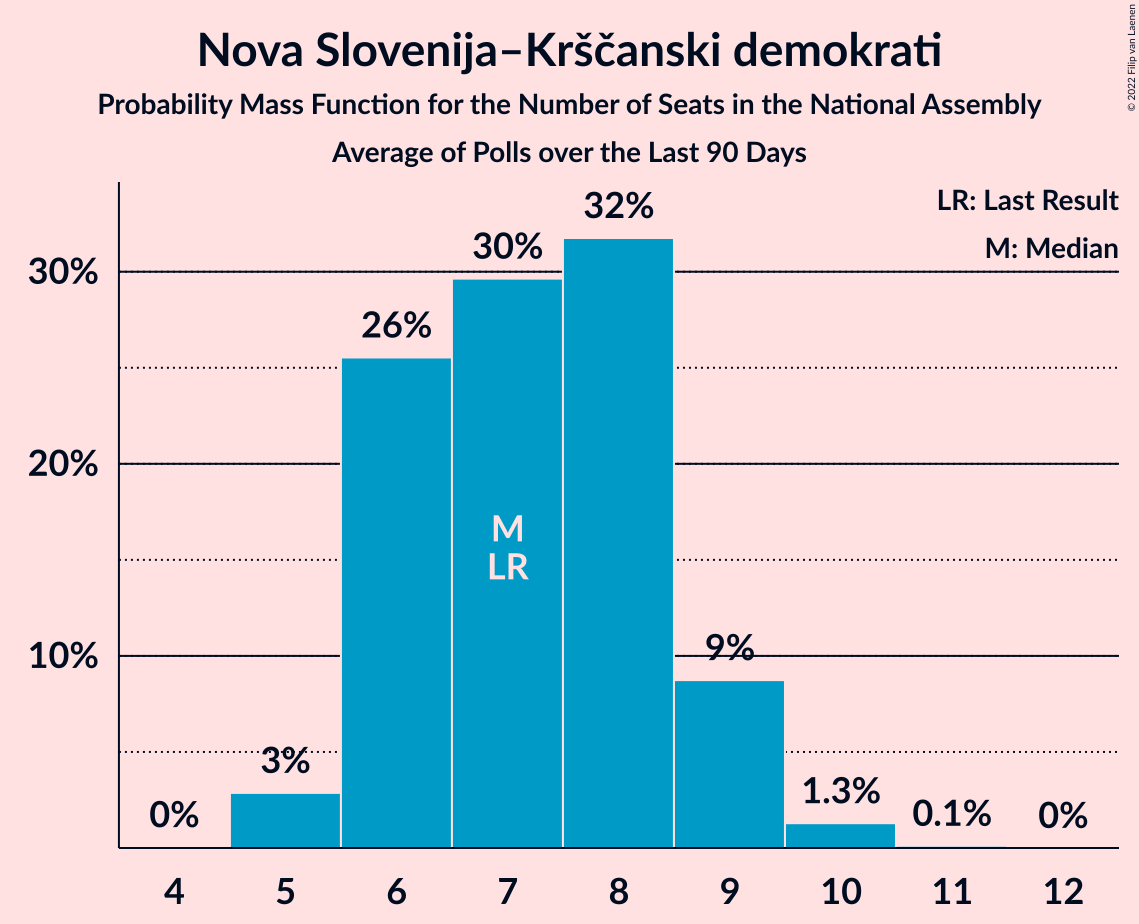 Nova Slovenija–Krščanski demokrati
Probability Mass Function for the Number of Seats in the National Assembly
Average of Polls over the Last 90 Days
© 2022 Filip van Laenen
LR: Last Result
M: Median
30%
20%
10%
0%
3%
26%
30%
32%
9%
1.3%
0.1%
0%
M
LR
4 5 6 7 8 9 10 11 12